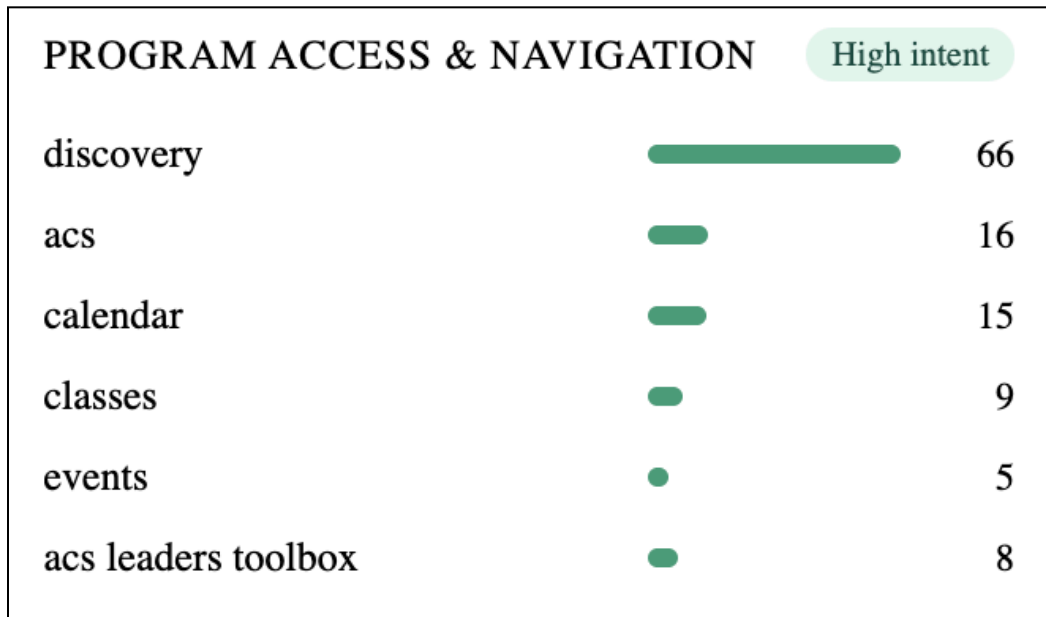 PROGRAM ACCESS & NAVIGATION High intent
discovery 66
acs 16
calendar 15
classes 9
events 5
acs leaders toolbox 8